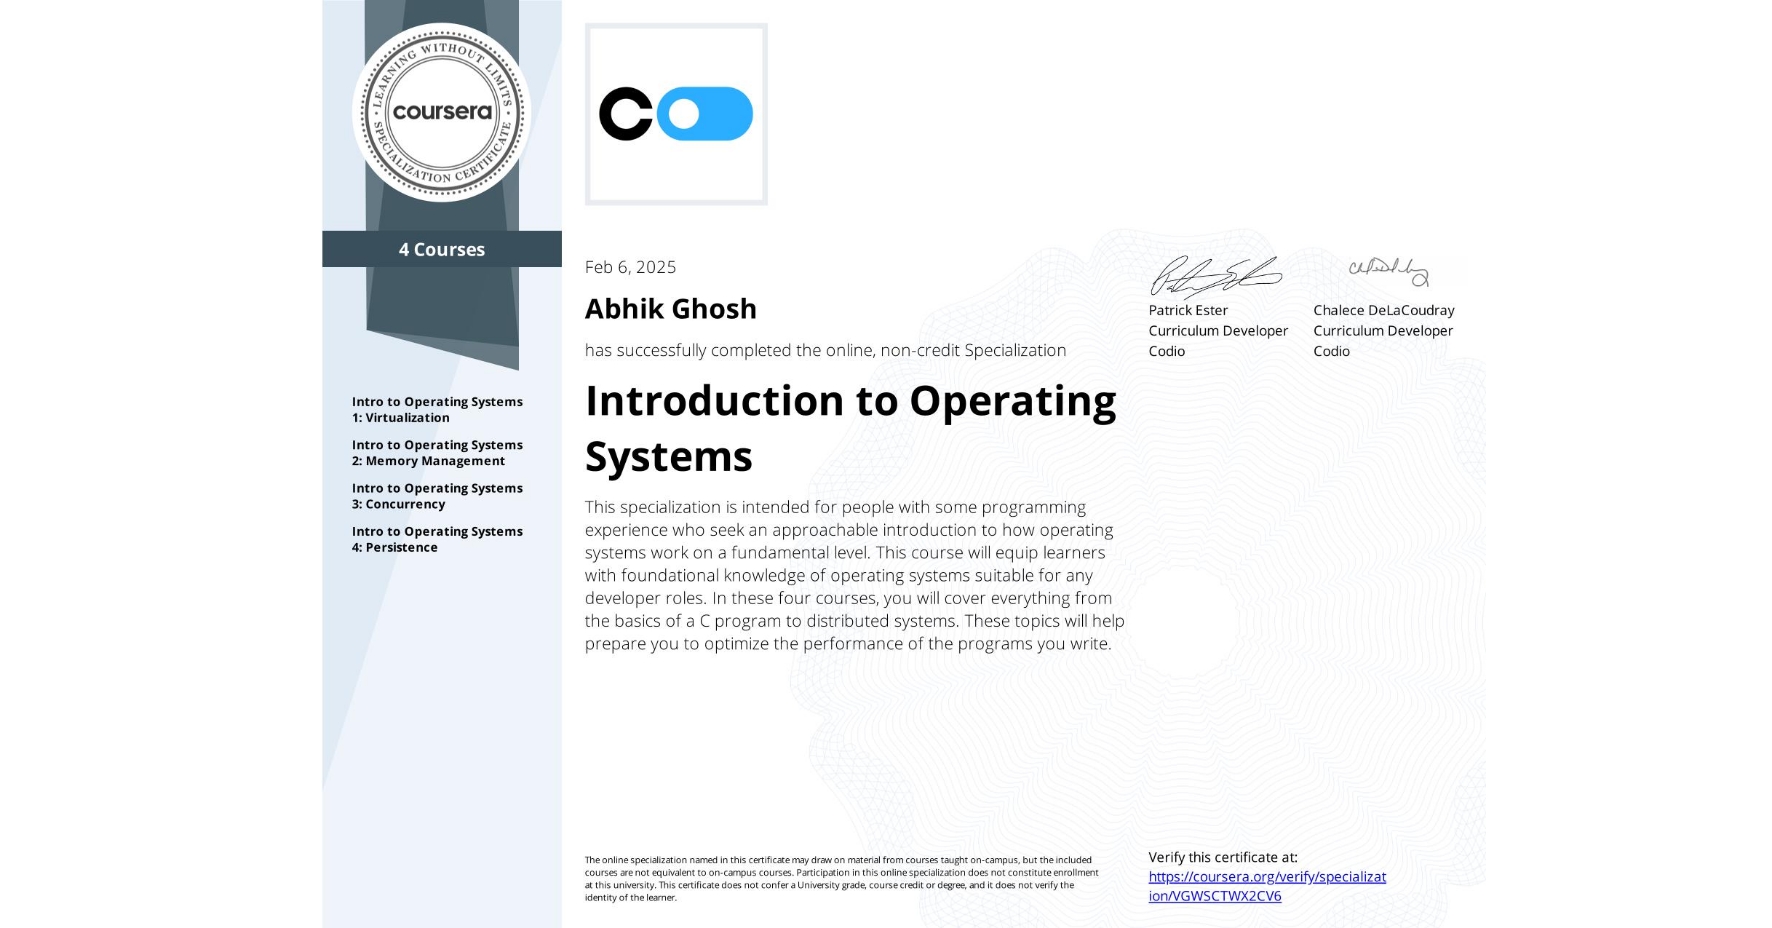 LEARNING WITHOUT LIMITS
coursera
SPECIALIZATION CERTIFICATE
4 Courses
Intro to Operating Systems
1: Virtualization
Intro to Operating Systems
2: Memory Management
Intro to Operating Systems
3: Concurrency
Intro to Operating Systems
4: Persistence
Feb 6, 2025
Abhik Ghosh
has successfully completed the online, non-credit Specialization
Introduction to Operating
Systems
This specialization is intended for people with some programming
experience who seek an approachable introduction to how operating
systems work on a fundamental level. This course will equip learners
with foundational knowledge of operating systems suitable for any
developer roles. In these four courses, you will cover everything from
the basics of a C program to distributed systems. These topics will help
prepare you to optimize the performance of the programs you write.
Patrick Ester
Curriculum Developer
Codio
Chalece DeLaCoudray
Curriculum Developer
Codio
The online specialization named in this certificate may draw on material from courses taught on-campus, but the included
courses are not equivalent to on-campus courses. Participation in this online specialization does not constitute enrollment
at this university. This certificate does not confer a University grade, course credit or degree, and it does not verify the
identity of the learner.
Verify this certificate at:
https://coursera.org/verify/specializat
ion/VGWSCTWX2CV6